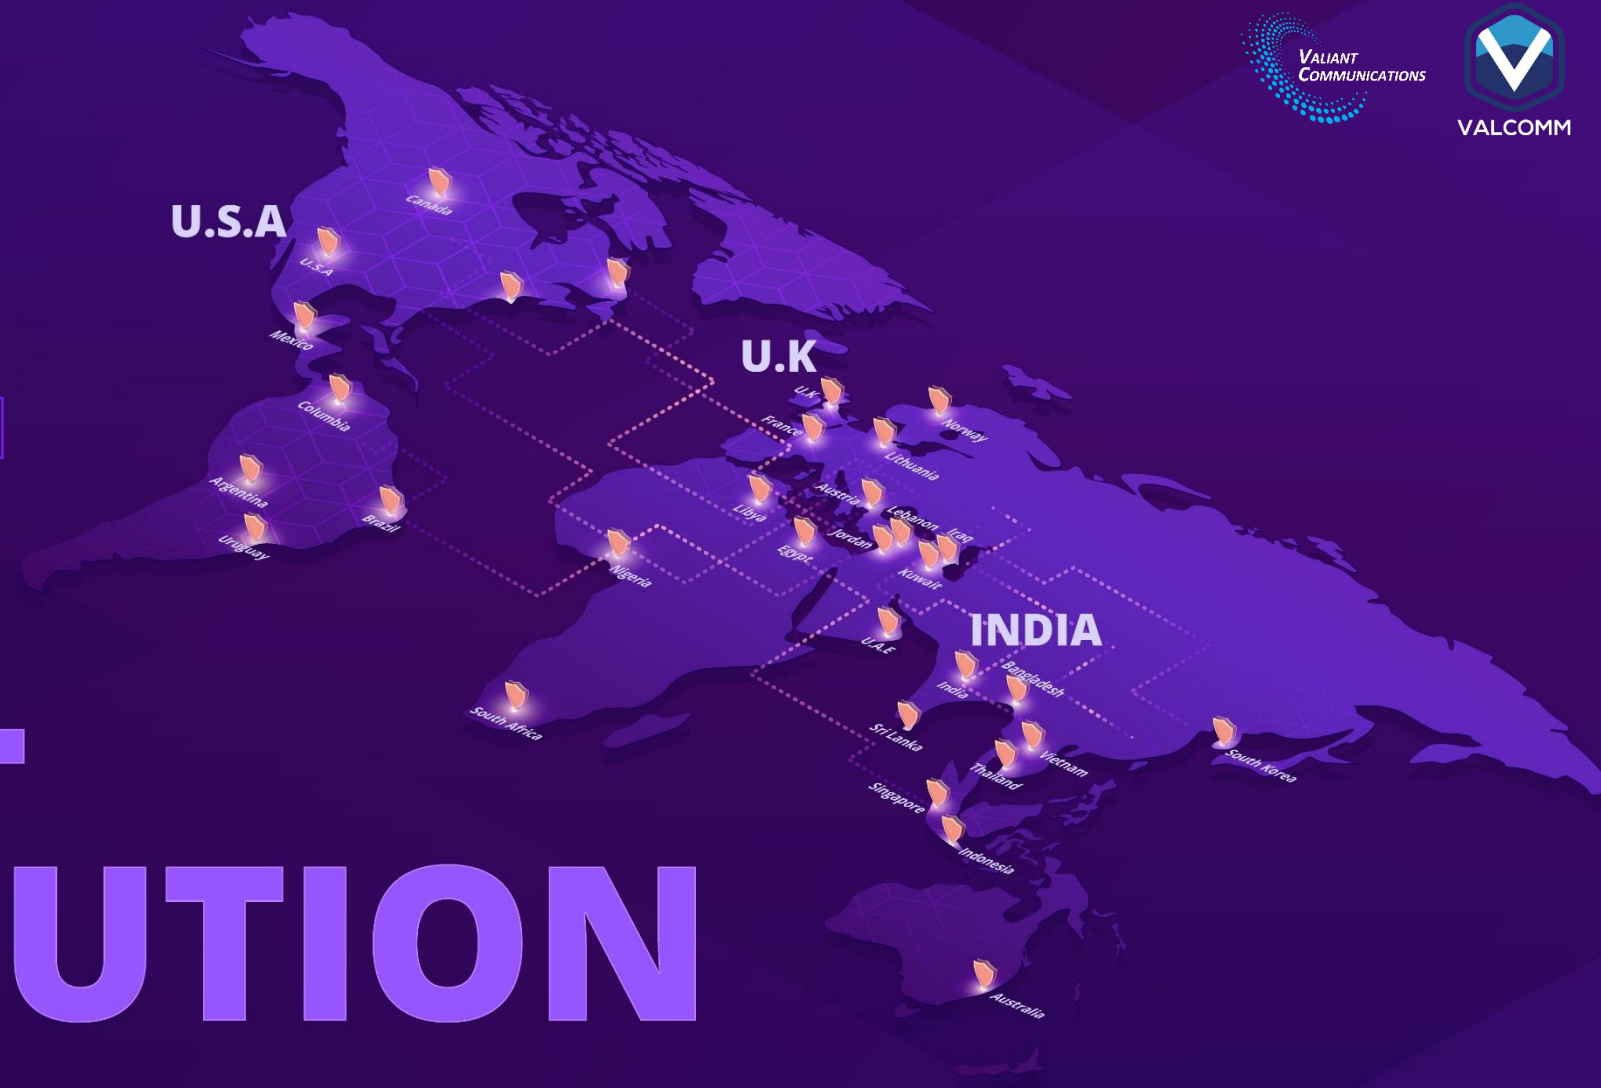 VALIANT
COMMUNICATIONS
VALCOMM
U.S.A
Canada
U.S.A
Mexico
Columbia
Argentina
Uruguay
Brazil
U.K
U.K
France
Norway
Lithuania
Austria
Libya
Lebanon
Iraq
Jordan
Egypt
Kuwait
Nigeria
INDIA
U.A.E
India
Bangladesh
South Africa
Sri Lanka
Vietnam
Thailand
South Korea
Singapore
Indonesia
UTION
Australia